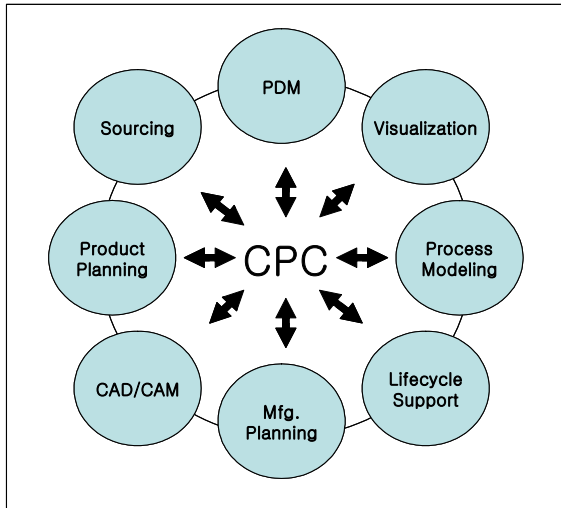 PDM
Sourcing
Visualization
Product
Planning
CPC
Process
Modeling
CAD/CAM
Lifecycle
Support
Mfg.
Planning